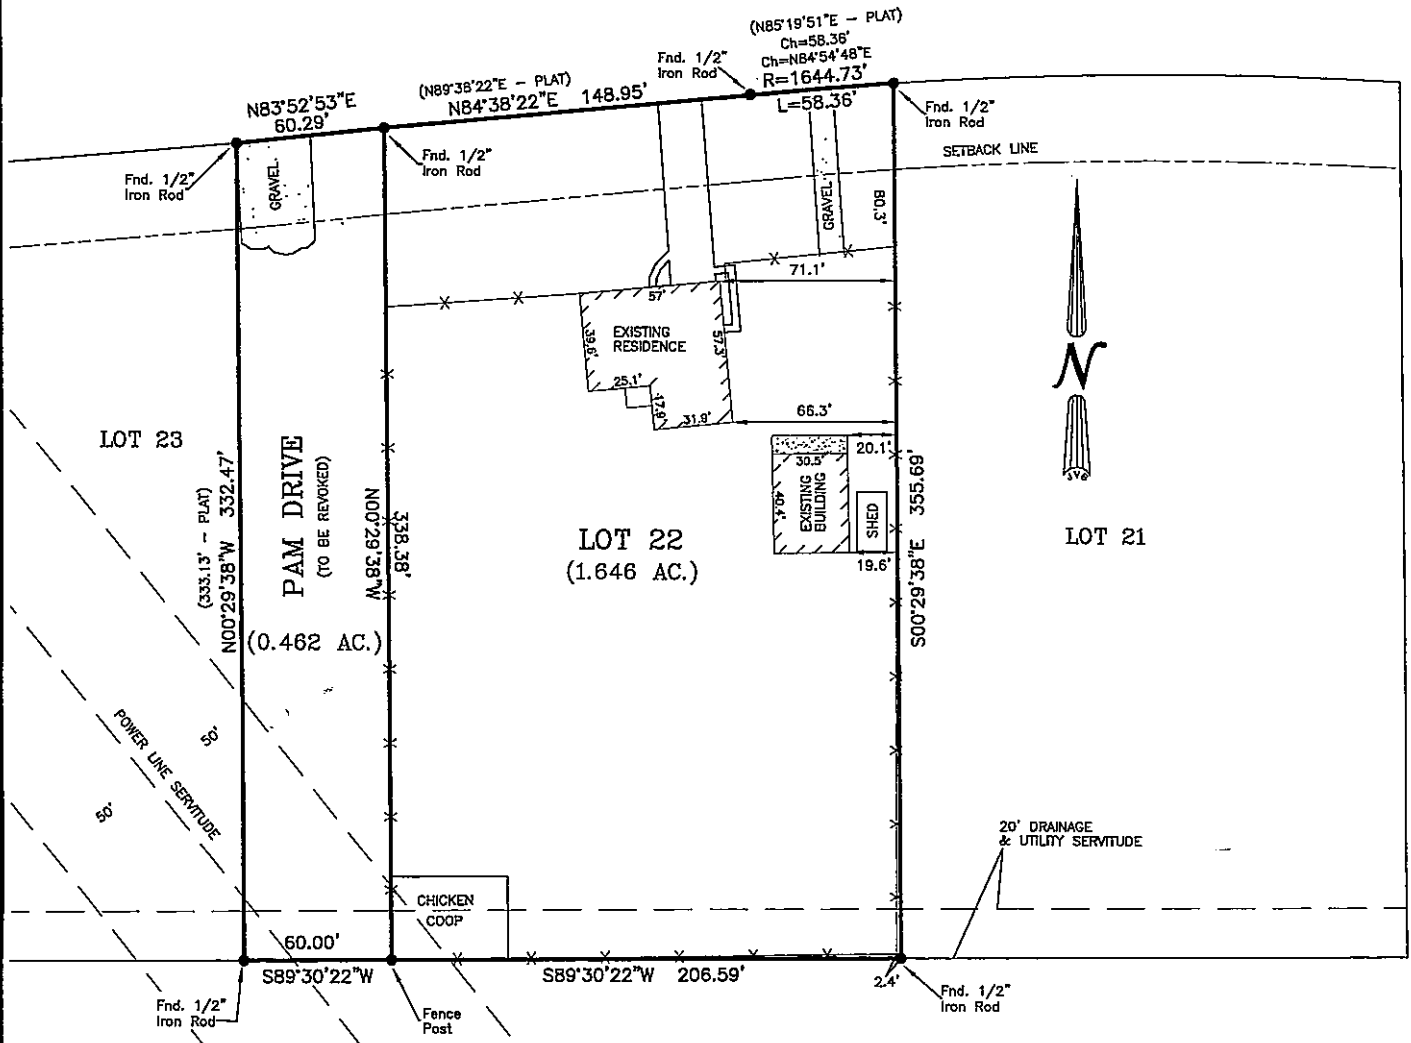 (N85°19'51"E - PLAT)
Ch=58.36'
Ch=N84°54'48"E
R=1644.73'
L=58.36'
Fnd. 1/2"
Iron Rod
(N89°38'22"E - PLAT)
N84°38'22"E 148.95'
N83°52'53"E
60.29'
Fnd. 1/2"
Iron Rod
Fnd. 1/2"
Iron Rod
Fnd. 1/2"
Iron Rod
SETBACK LINE
GRAVEL
GRAVEL
80.3'
71.1'
57'
EXISTING
RESIDENCE
39.6'
57.3'
25.1'
17.9'
31.9'
66.3'
20.1'
30.5'
40.4'
EXISTING
BUILDING
SHED
19.6'
N
LOT 23
(333.13' - PLAT)
N00°29'38"W 332.47'
PAM DRIVE
(TO BE REVOKED)
(0.462 AC.)
N00°29'38"W
338.38'
LOT 22
(1.646 AC.)
S00°29'38"E 355.69'
LOT 21
POWER LINE SERVITUDE
50'
50'
20' DRAINAGE
& UTILITY SERVITUDE
CHICKEN
COOP
60.00'
S89°30'22"W
S89°30'22"W 206.59'
2.4'
Fnd. 1/2"
Iron Rod
Fence
Post
Fnd. 1/2"
Iron Rod